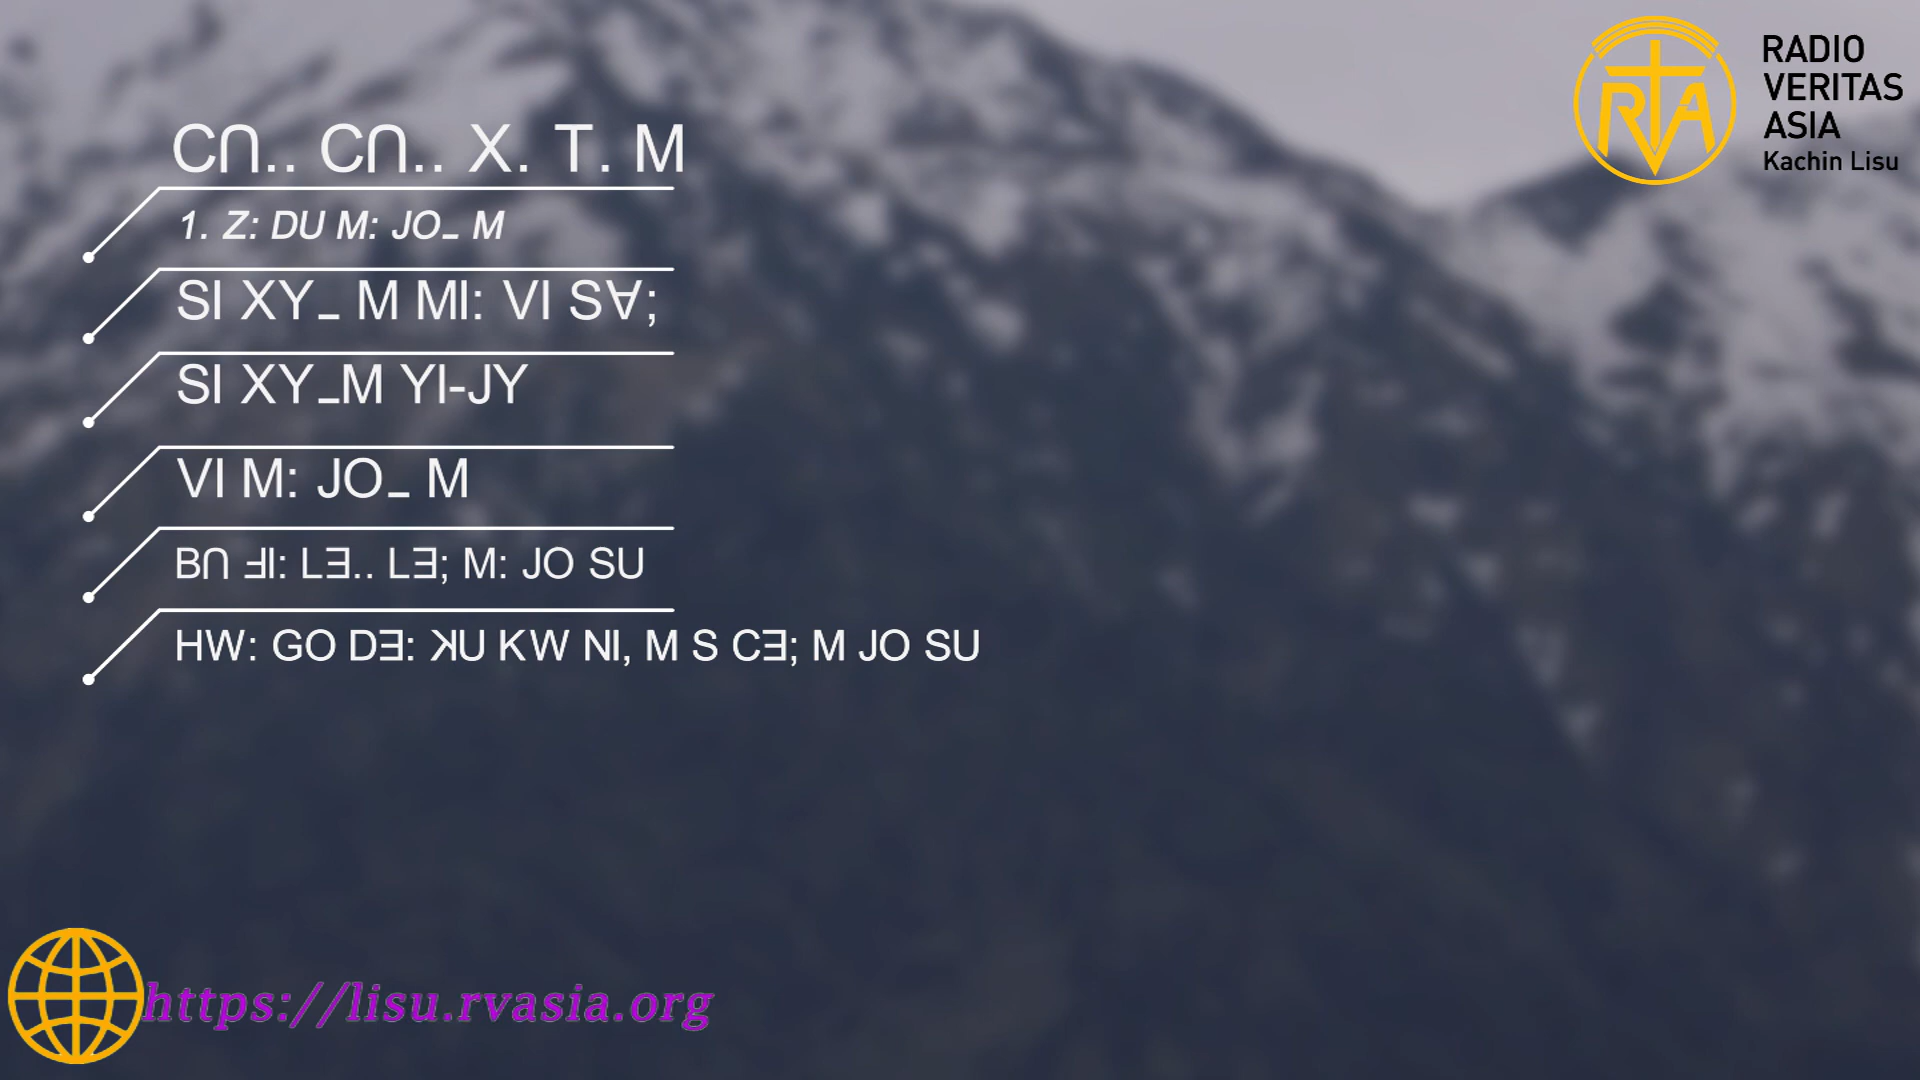 ꓚꓵ.. ꓚꓵ.. ꓫ. ꓔ. ꓟ
1. ꓜ: ꓓꓴ ꓟ: ꓙꓳ_ ꓟ
ꓢꓲ ꓫꓬ_ ꓟ ꓟꓲ: ꓦꓲ ꓢꓯ;
ꓢꓲ ꓫꓬ_ꓟ ꓬꓲ-ꓙꓬ
ꓦꓲ ꓟ: ꓙꓳ_ ꓟ
ꓐꓵ ꓞꓲ: ꓡꓱ.. ꓡꓱ; ꓟ: ꓙꓳ ꓢꓴ
ꓧꓪ: ꓖꓳ ꓓꓱ: ꓘꓴ ꓗꓪ ꓠꓲ, ꓟ ꓢ ꓚꓱ; ꓟ ꓙꓳ ꓢꓴ
RADIO
VERITAS
ASIA
Kachin Lisu
RVA
https://lisu.rvasia.org